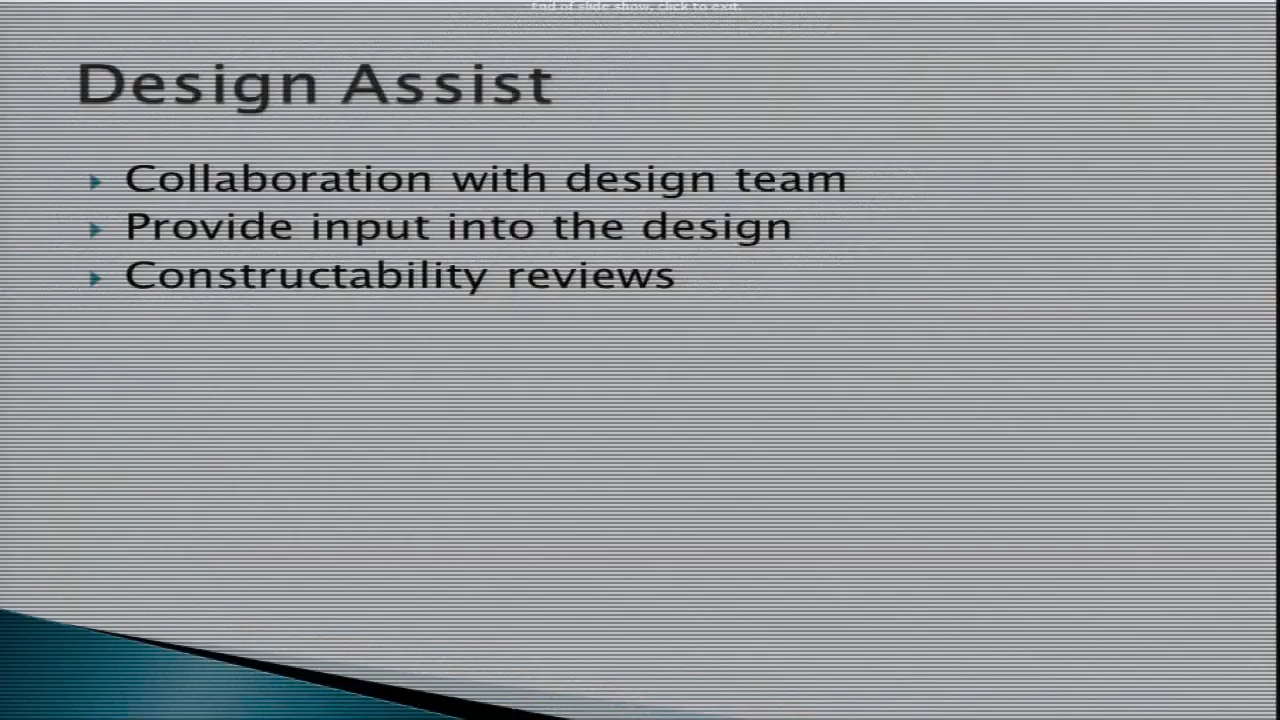 End of slide show, click to exit.
Design Assist
Collaboration with design team
Provide input into the design
Constructability reviews